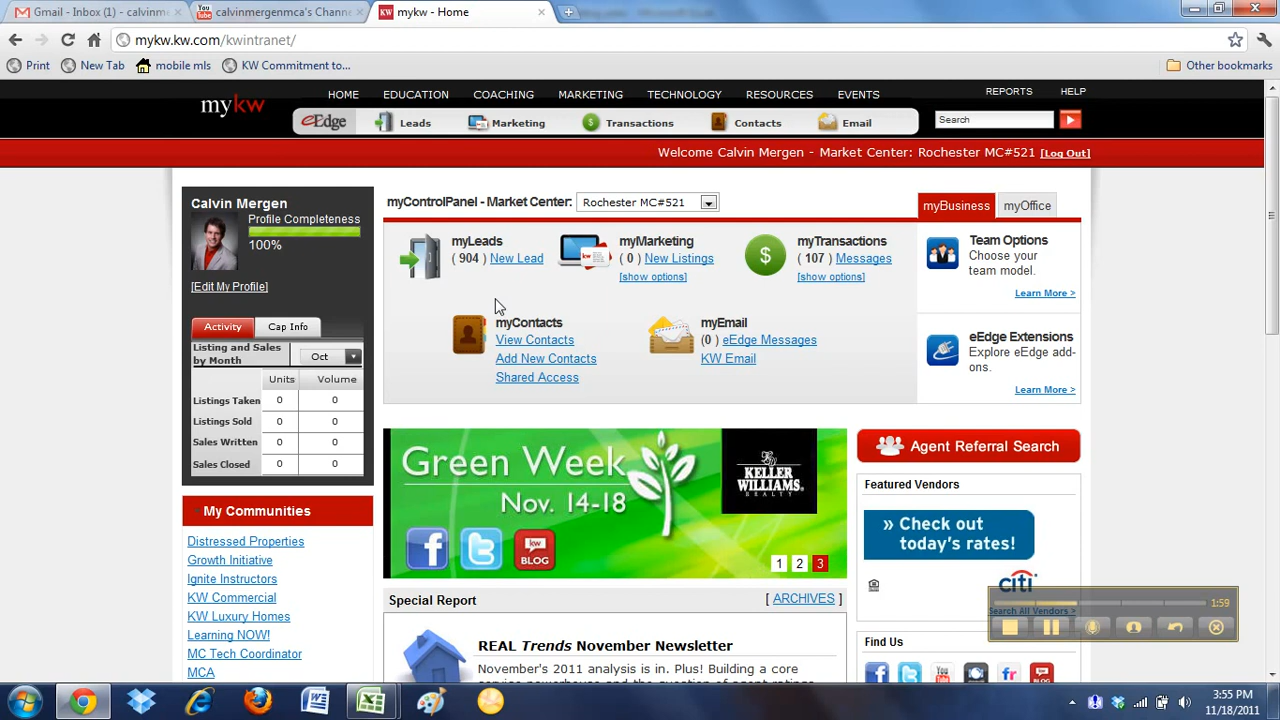 Gmail - Inbox (1) - calvinme
calvinmergenmca's Chann
mykw - Home
mykw.kw.com/kwintranet/
Print
New Tab
mobile mls
KW Commitment to...
Other bookmarks
mykw
HOME
EDUCATION
COACHING
MARKETING
TECHNOLOGY
RESOURCES
EVENTS
REPORTS
HELP
eEdge
Leads
Marketing
Transactions
Contacts
Email
Search
Welcome Calvin Mergen - Market Center: Rochester MC#521 [Log Out]
Calvin Mergen
Profile Completeness
100%
[Edit My Profile]
Activity
Cap Info
Listing and Sales by Month
Oct
Units
Volume
Listings Taken 0 0
Listings Sold 0 0
Sales Written 0 0
Sales Closed 0 0
My Communities
Distressed Properties
Growth Initiative
Ignite Instructors
KW Commercial
KW Luxury Homes
Learning NOW!
MC Tech Coordinator
MCA
myControlPanel - Market Center: Rochester MC#521
myLeads
( 904 ) New Lead
myMarketing
( 0 ) New Listings
[show options]
myTransactions
( 107 ) Messages
[show options]
myContacts
View Contacts
Add New Contacts
Shared Access
myEmail
(0 ) eEdge Messages
KW Email
myBusiness
myOffice
Team Options
Choose your
team model.
Learn More >
eEdge Extensions
Explore eEdge add-
ons.
Learn More >
Green Week
Nov. 14-18
KELLER
WILLIAMS
REALTY
kw
BLOG
1 2 3
Special Report
[ ARCHIVES ]
REAL Trends November Newsletter
November's 2011 analysis is in. Plus! Building a core
Agent Referral Search
Featured Vendors
» Check out
today's rates!
citi
Search All Vendors >
Find Us
You
Tube
1:59
3:55 PM
11/18/2011